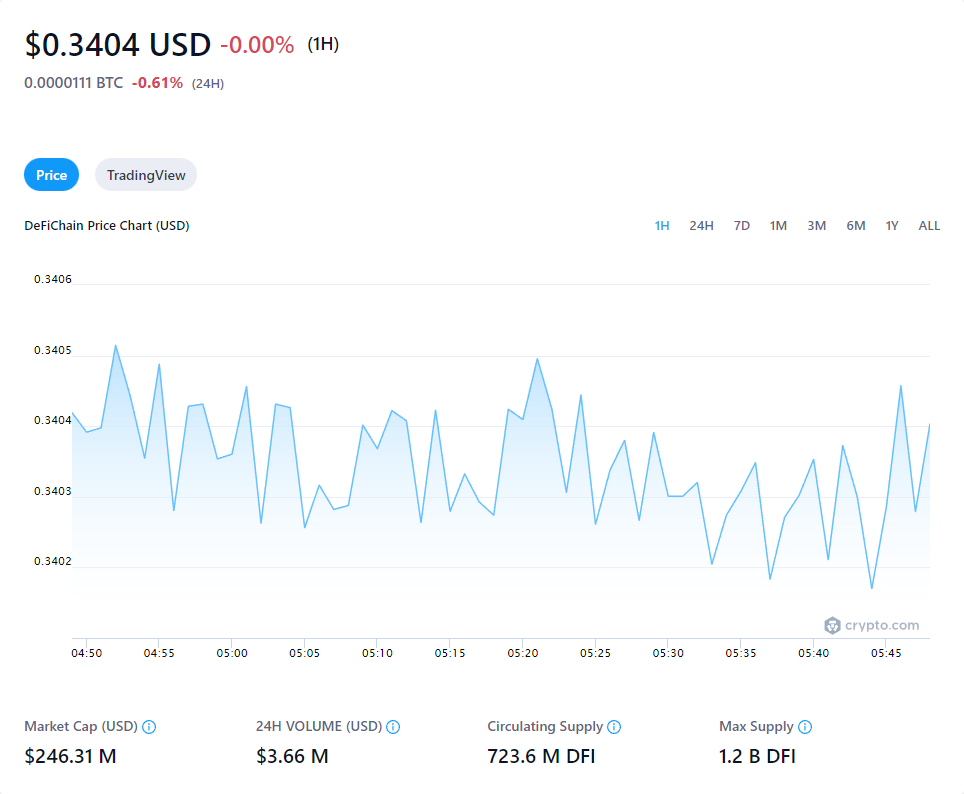 $0.3404 USD -0.00% (1H)
0.0000111 BTC -0.61% (24H)
Price TradingView
DeFiChain Price Chart (USD) 1H 24H 7D 1M 3M 6M 1Y ALL
0.3406
0.3405
0.3404
0.3403
0.3402
crypto.com
04:50 04:55 05:00 05:05 05:10 05:15 05:20 05:25 05:30 05:35 05:40 05:45
Market Cap (USD) 24H VOLUME (USD) Circulating Supply Max Supply
$246.31 M $3.66 M 723.6 M DFI 1.2 B DFI